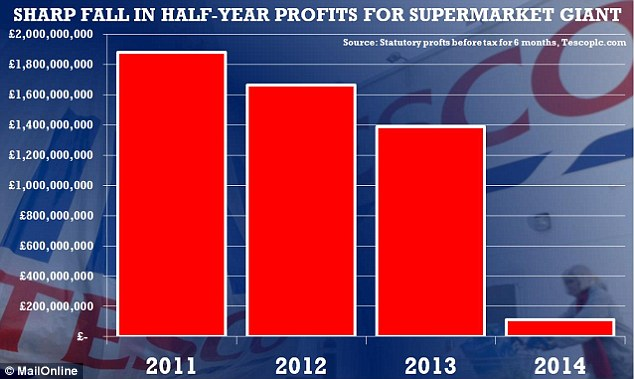 SHARP FALL IN HALF-YEAR PROFITS FOR SUPERMARKET GIANT
Source: Statutory profts before tax for 6 months, Tescoplc.com
£2,000,000,000
£1,800,000,000
£1,600,000,000
£1,400,000,000
£1,200,000,000
£1,000,000,000
£800,000,000
£600,000,000
£400,000,000
£200,000,000
£-
2011 2012 2013 2014
TESCO
TESCO
© MailOnline